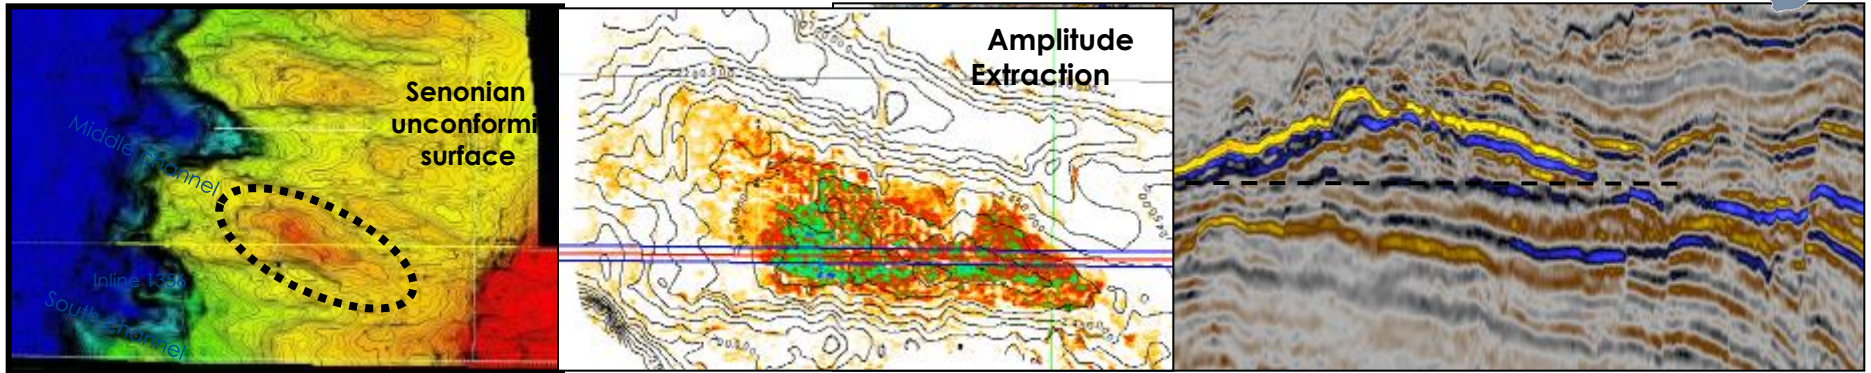 Senonian
unconformi
surface
Middle Channel
Inline 1336
South Channel
Amplitude
Extraction